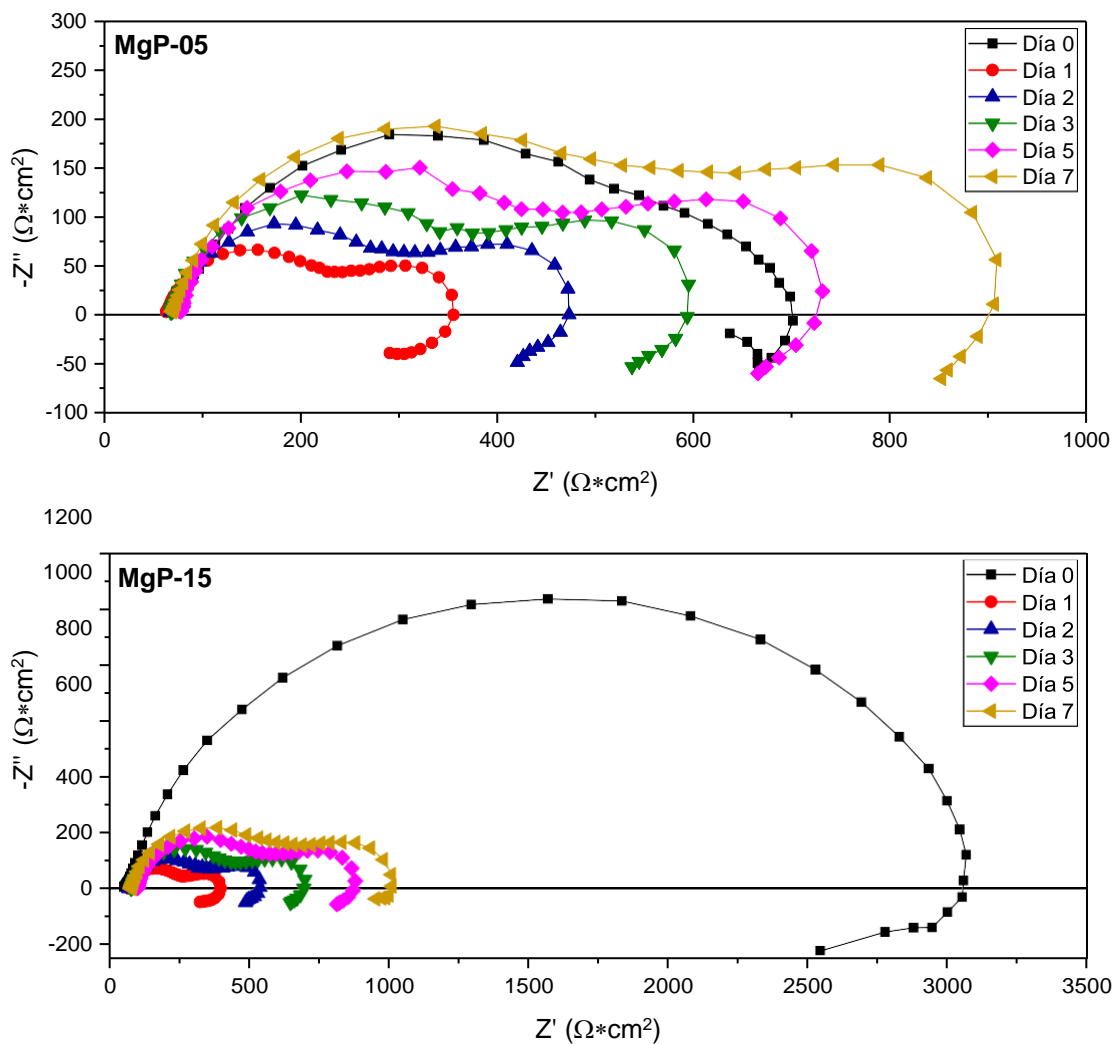 MgP-05
300
250
200
150
100
50
0
-50
-100
-Z'' (Ω*cm²)
Día 0
Día 1
Día 2
Día 3
Día 5
Día 7
0 200 400 600 800 1000
Z' (Ω*cm²)
1200
MgP-15
1000
800
600
400
200
0
-200
-Z'' (Ω*cm²)
Día 0
Día 1
Día 2
Día 3
Día 5
Día 7
0 500 1000 1500 2000 2500 3000 3500
Z' (Ω*cm²)